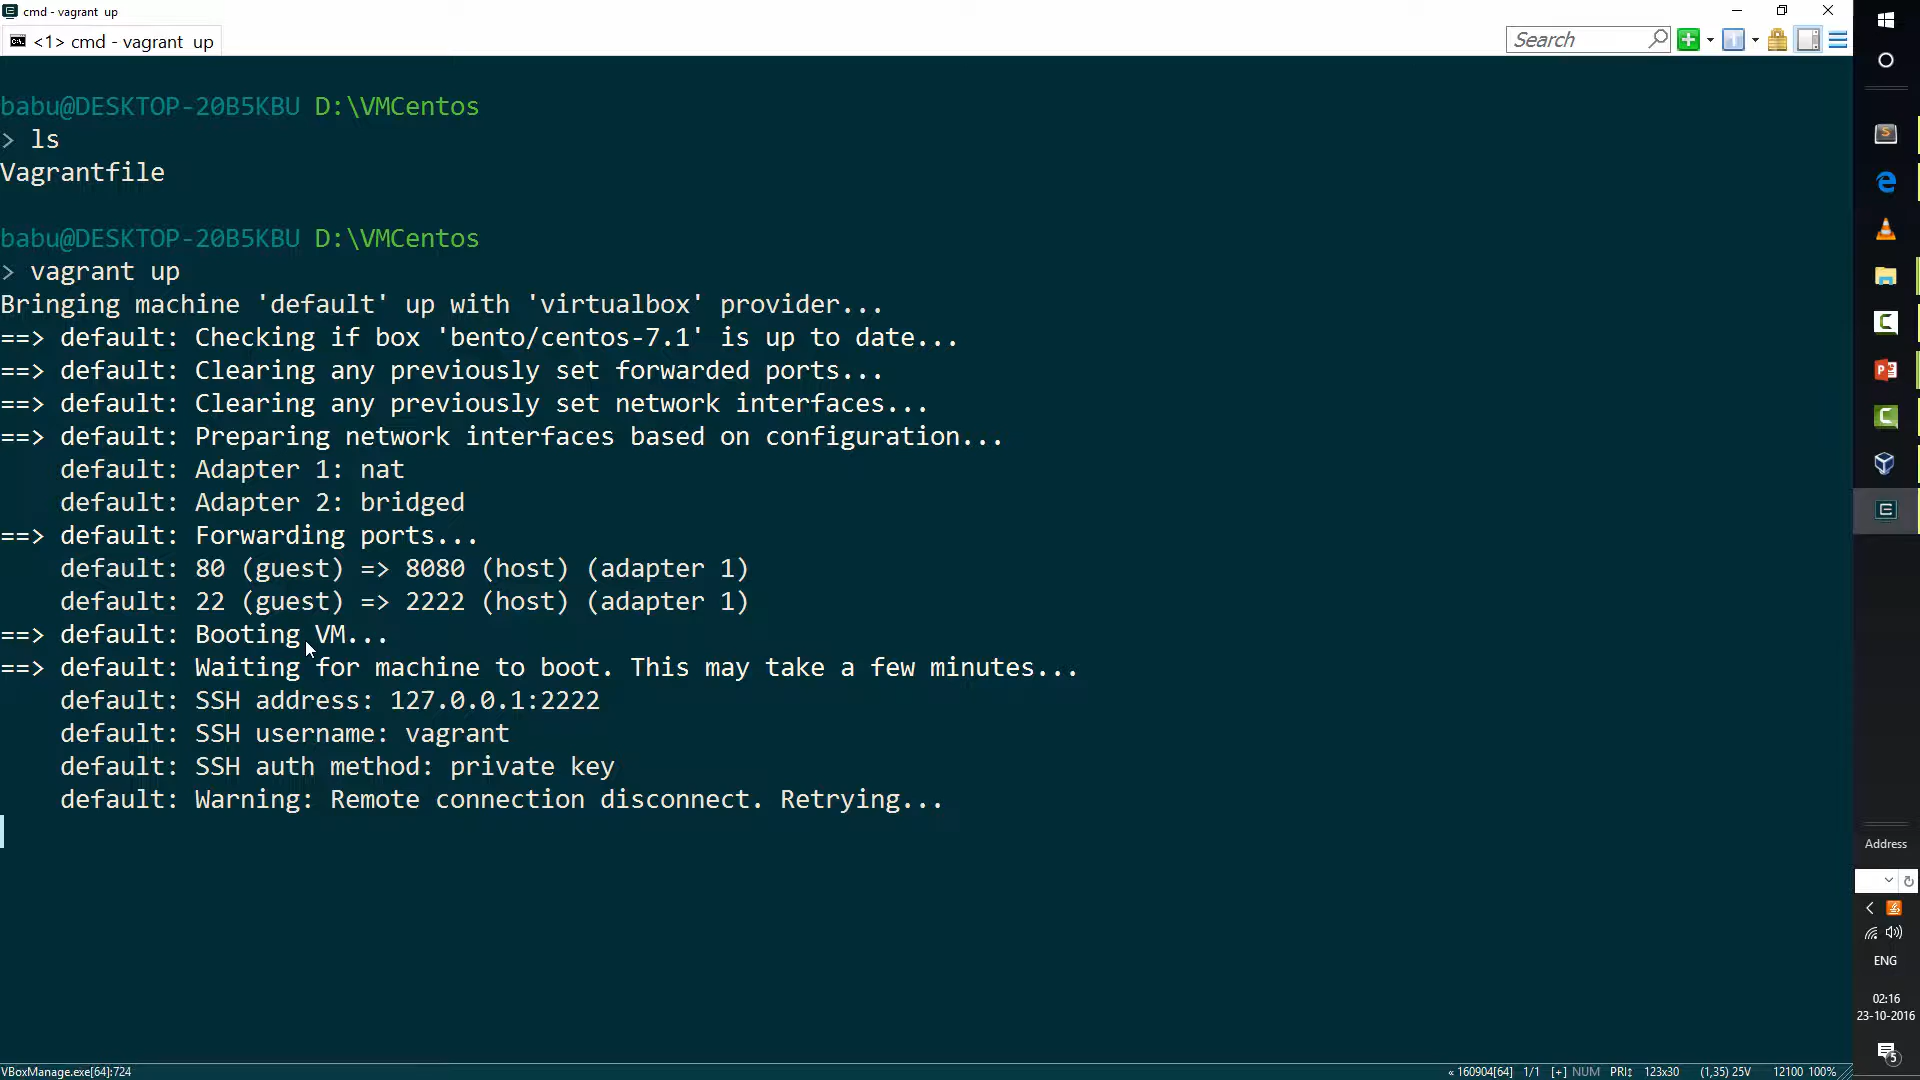 cmd - vagrant  up
<1> cmd - vagrant  up
Search
babu@DESKTOP-20B5KBU D:\VMCentos
> ls
Vagrantfile
babu@DESKTOP-20B5KBU D:\VMCentos
> vagrant up
Bringing machine 'default' up with 'virtualbox' provider...
==> default: Checking if box 'bento/centos-7.1' is up to date...
==> default: Clearing any previously set forwarded ports...
==> default: Clearing any previously set network interfaces...
==> default: Preparing network interfaces based on configuration...
default: Adapter 1: nat
default: Adapter 2: bridged
==> default: Forwarding ports...
default: 80 (guest) => 8080 (host) (adapter 1)
default: 22 (guest) => 2222 (host) (adapter 1)
==> default: Booting VM...
==> default: Waiting for machine to boot. This may take a few minutes...
default: SSH address: 127.0.0.1:2222
default: SSH username: vagrant
default: SSH auth method: private key
default: Warning: Remote connection disconnect. Retrying...
Address
ENG
02:16
23-10-2016
5
VBoxManage.exe[64]:724
« 160904[64] 1/1 [+] NUM PRI↕ 123x30 (1,35) 25V 12100 100%